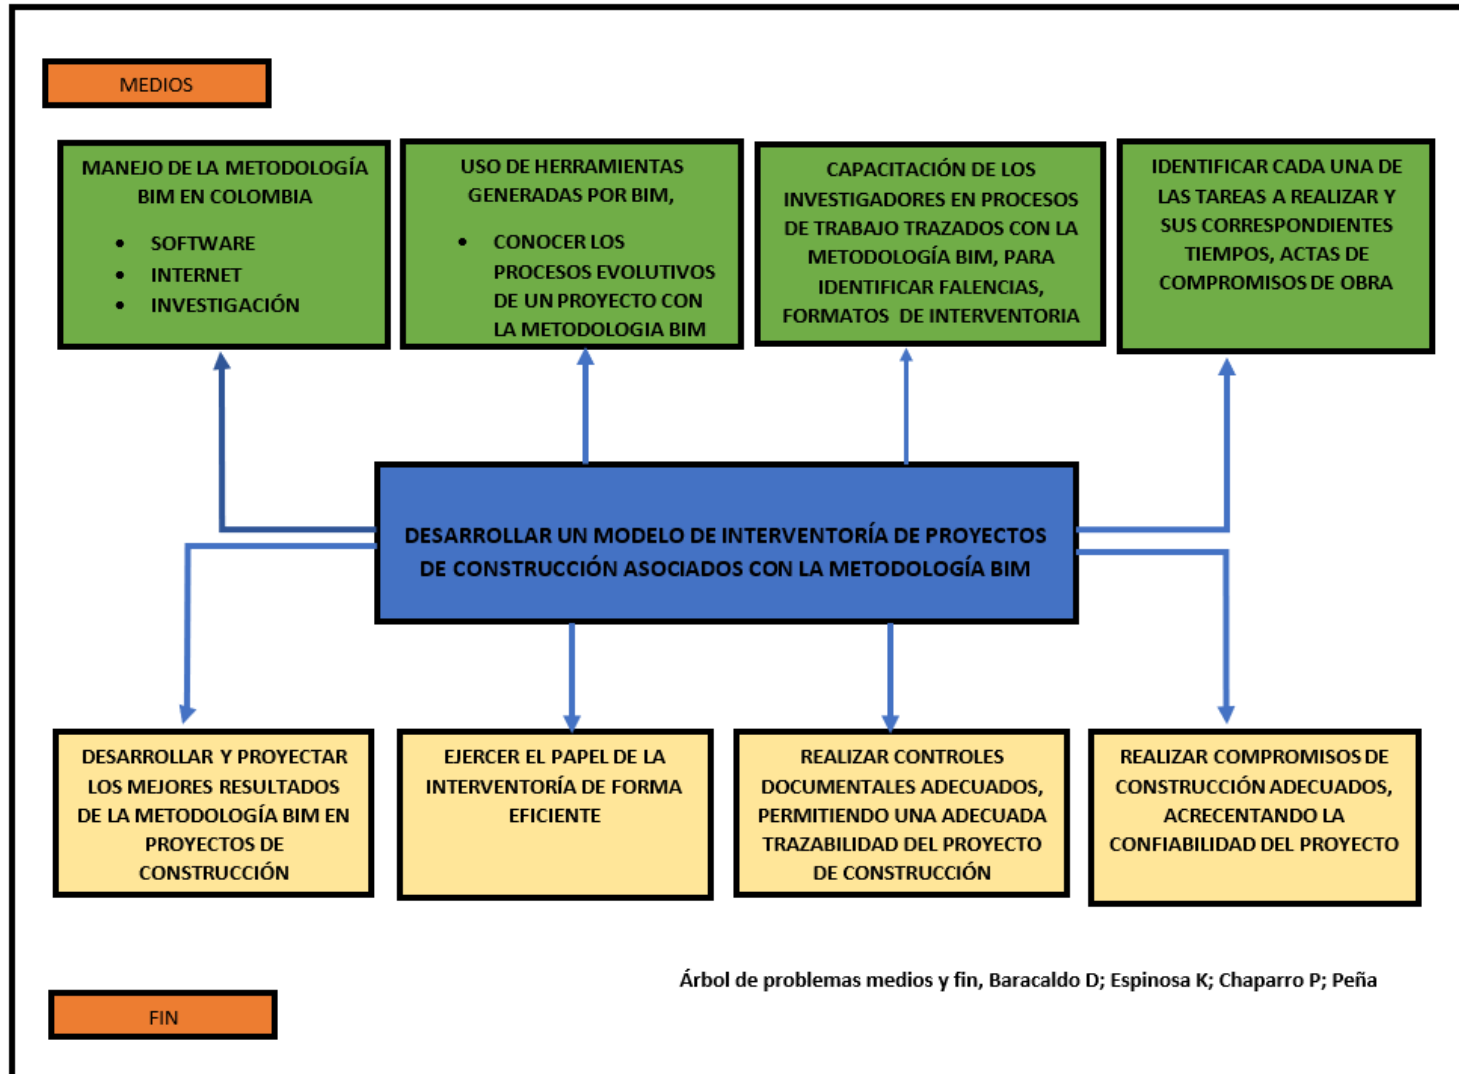 MEDIOS
MANEJO DE LA METODOLOGÍA
BIM EN COLOMBIA
• SOFTWARE
• INTERNET
• INVESTIGACIÓN
USO DE HERRAMIENTAS
GENERADAS POR BIM,
• CONOCER LOS
PROCESOS EVOLUTIVOS
DE UN PROYECTO CON
LA METODOLOGIA BIM
CAPACITACIÓN DE LOS
INVESTIGADORES EN PROCESOS
DE TRABAJO TRAZADOS CON LA
METODOLOGÍA BIM, PARA
IDENTIFICAR FALENCIAS,
FORMATOS DE INTERVENTORIA
IDENTIFICAR CADA UNA DE
LAS TAREAS A REALIZAR Y
SUS CORRESPONDIENTES
TIEMPOS, ACTAS DE
COMPROMISOS DE OBRA
DESARROLLAR UN MODELO DE INTERVENTORÍA DE PROYECTOS
DE CONSTRUCCIÓN ASOCIADOS CON LA METODOLOGÍA BIM
DESARROLLAR Y PROYECTAR
LOS MEJORES RESULTADOS
DE LA METODOLOGÍA BIM EN
PROYECTOS DE
CONSTRUCCIÓN
EJERCER EL PAPEL DE LA
INTERVENTORÍA DE FORMA
EFICIENTE
REALIZAR CONTROLES
DOCUMENTALES ADECUADOS,
PERMITIENDO UNA ADECUADA
TRAZABILIDAD DEL PROYECTO
DE CONSTRUCCIÓN
REALIZAR COMPROMISOS DE
CONSTRUCCIÓN ADECUADOS,
ACRECENTANDO LA
CONFIABILIDAD DEL PROYECTO
Árbol de problemas medios y fin, Baracaldo D; Espinosa K; Chaparro P; Peña
FIN